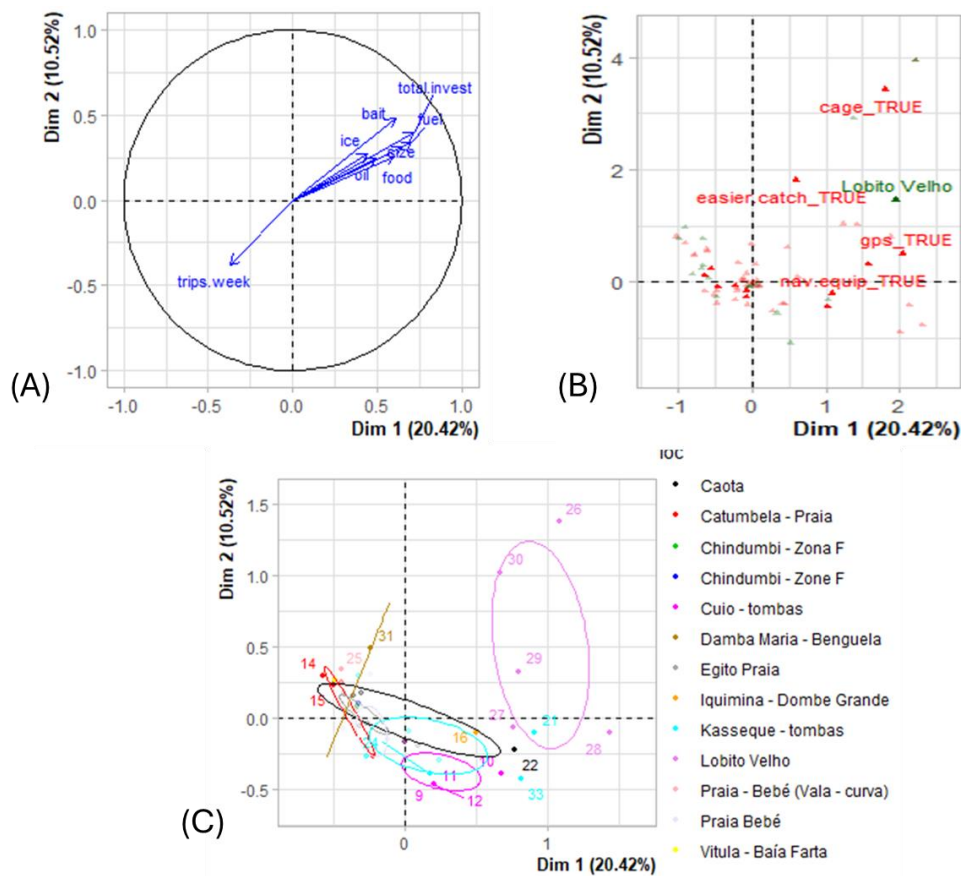 Dim 2 (10.52%)
1.0
0.5
0.0
-0.5
-1.0
total.invest
bait
fuel
ice
size
oil
food
trips.week
-1.0 -0.5 0.0 0.5 1.0
Dim 1 (20.42%)
(A)
Dim 2 (10.52%)
4
2
0
cage_TRUE
Lobito Velho
easier.catch_TRUE
gps_TRUE
nav.equip_TRUE
-1 0 1 2
Dim 1 (20.42%)
(B)
Dim 2 (10.52%)
1.5
1.0
0.5
0.0
-0.5
26
30
31
14 25
29
15
27
16 21
28
22
10
11
9 12 33
0 1
Dim 1 (20.42%)
(C)
Caota
Catumbela - Praia
Chindumbi - Zona F
Chindumbi - Zone F
Cuio - tombas
Damba Maria - Benguela
Egito Praia
Iquimina - Dombe Grande
Kasseque - tombas
Lobito Velho
Praia - Bebé (Vala - curva)
Praia Bebé
Vitula - Baía Farta